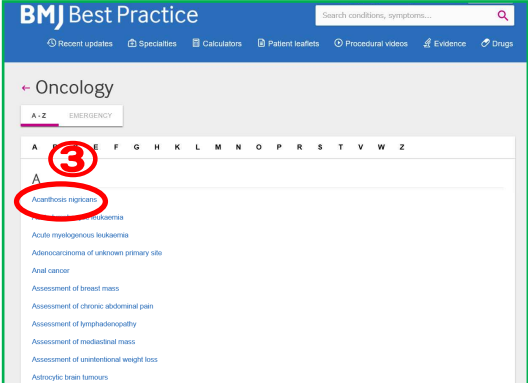 BMJ Best Practice
Search conditions, symptoms...
Recent updates Specialties Calculators Patient leaflets Procedural videos Evidence Drugs
← Oncology
A - Z EMERGENCY
A E F G H K L M N O P R S T V W Z
③
A
Acanthosis nigricans
leukaemia
Acute myelogenous leukaemia
Adenocarcinoma of unknown primary site
Anal cancer
Assessment of breast mass
Assessment of chronic abdominal pain
Assessment of lymphadenopathy
Assessment of mediastinal mass
Assessment of unintentional weight loss
Astrocytic brain tumours